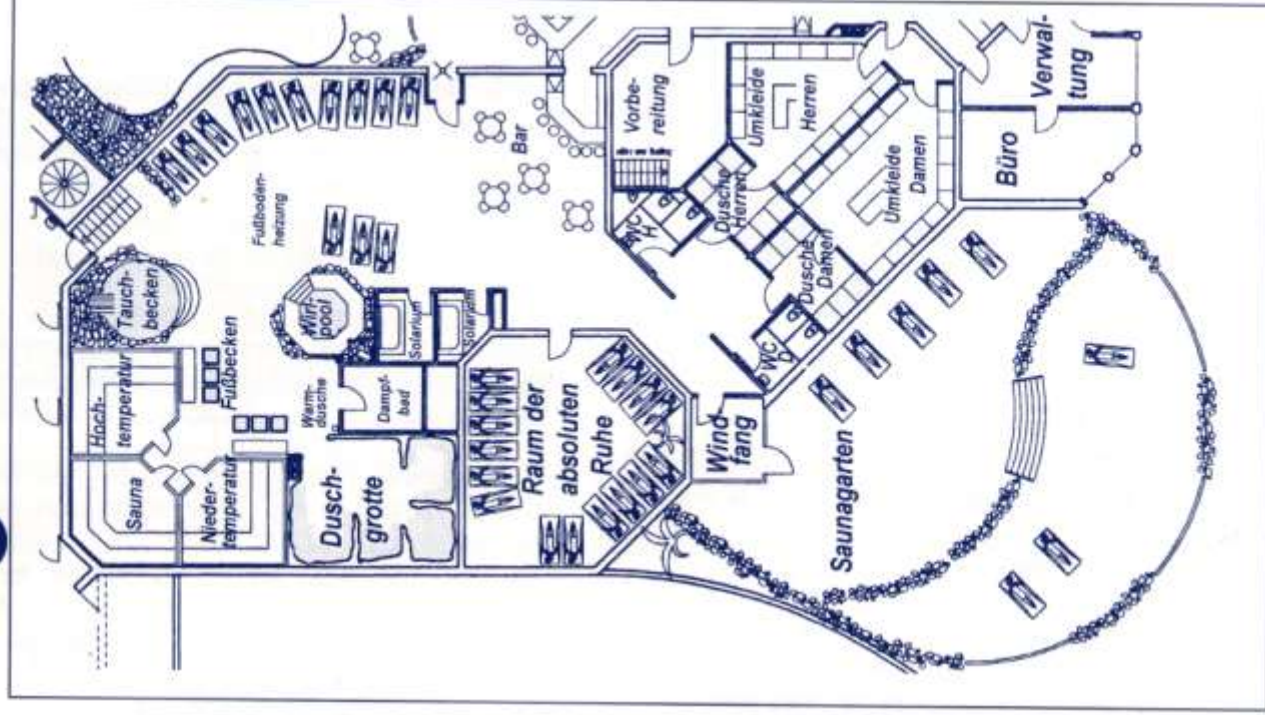 Tauch-
becken
Hoch-
temperatur
Sauna
Nieder-
temperatur
Fußbecken
Fußboden-
heizung
Whirl-
pool
Warm-
dusche
Dusch-
grotte
Dampf-
bad
Solarium
Solarium
Bar
Raum der
absoluten
Ruhe
Wind
fang
Vorbe-
reitung
WC
H
Dusche
Herren
Umkleide
Herren
Dusche
Damen
Umkleide
Damen
WC
D
Büro
Verwal-
tung
Saunagarten